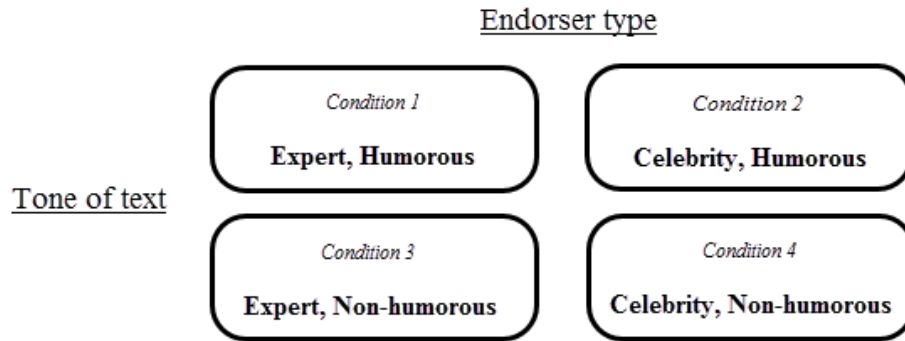 Endorser type
Condition 1
Condition 2
Expert, Humorous
Celebrity, Humorous
Tone of text
Condition 3
Condition 4
Expert, Non-humorous
Celebrity, Non-humorous